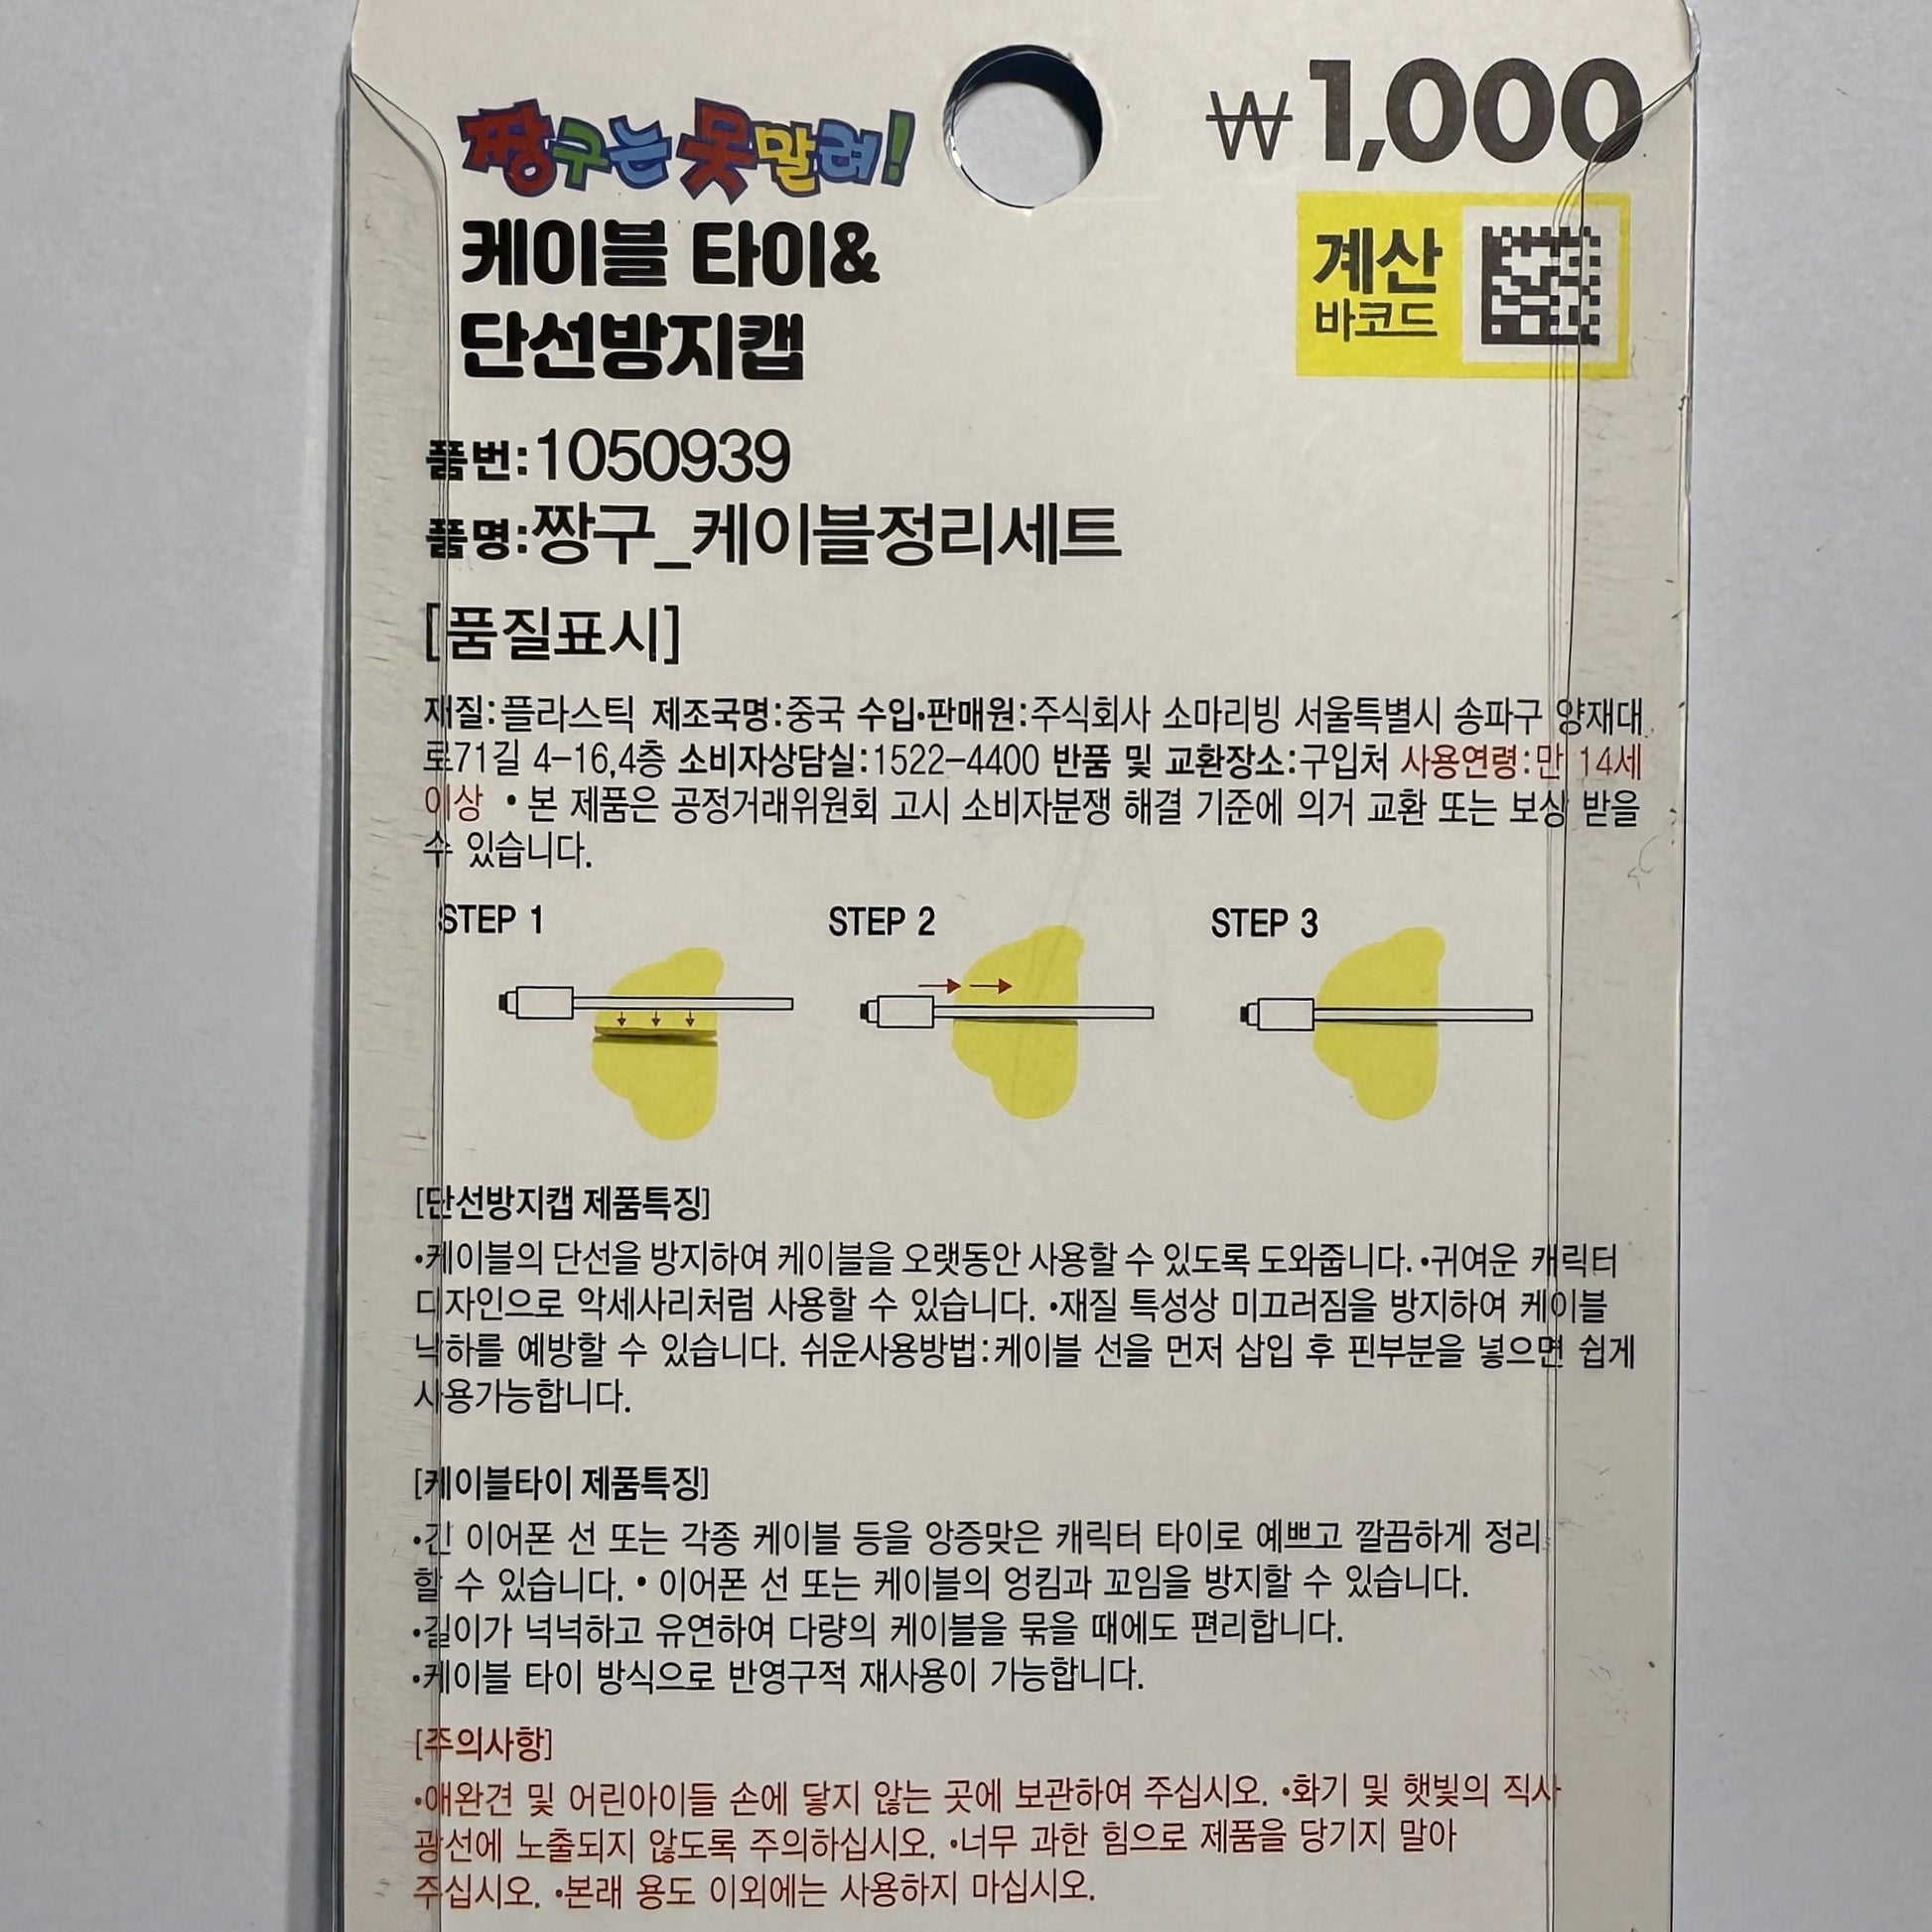 짱구는 못말려!
₩1,000
케이블 타이&
단선방지캡
계산
바코드
품번:1050939
품명:짱구_케이블정리세트
[품질표시]
재질:플라스틱 제조국명:중국 수입•판매원:주식회사 소마리빙 서울특별시 송파구 양재대
로71길 4-16,4층 소비자상담실:1522-4400 반품 및 교환장소:구입처 사용연령:만 14세
이상 • 본 제품은 공정거래위원회 고시 소비자분쟁 해결 기준에 의거 교환 또는 보상 받을
수 있습니다.
STEP 1 STEP 2 STEP 3
[단선방지캡 제품특징]
•케이블의 단선을 방지하여 케이블을 오랫동안 사용할 수 있도록 도와줍니다. •귀여운 캐릭터
디자인으로 악세사리처럼 사용할 수 있습니다. •재질 특성상 미끄러짐을 방지하여 케이블
낙하를 예방할 수 있습니다. 쉬운사용방법:케이블 선을 먼저 삽입 후 핀부분을 넣으면 쉽게
사용가능합니다.
[케이블타이 제품특징]
•긴 이어폰 선 또는 각종 케이블 등을 앙증맞은 캐릭터 타이로 예쁘고 깔끔하게 정리
할 수 있습니다. • 이어폰 선 또는 케이블의 엉킴과 꼬임을 방지할 수 있습니다.
•길이가 넉넉하고 유연하여 다량의 케이블을 묶을 때에도 편리합니다.
•케이블 타이 방식으로 반영구적 재사용이 가능합니다.
[주의사항]
•애완견 및 어린아이들 손에 닿지 않는 곳에 보관하여 주십시오. •화기 및 햇빛의 직사
광선에 노출되지 않도록 주의하십시오. •너무 과한 힘으로 제품을 당기지 말아
주십시오. •본래 용도 이외에는 사용하지 마십시오.